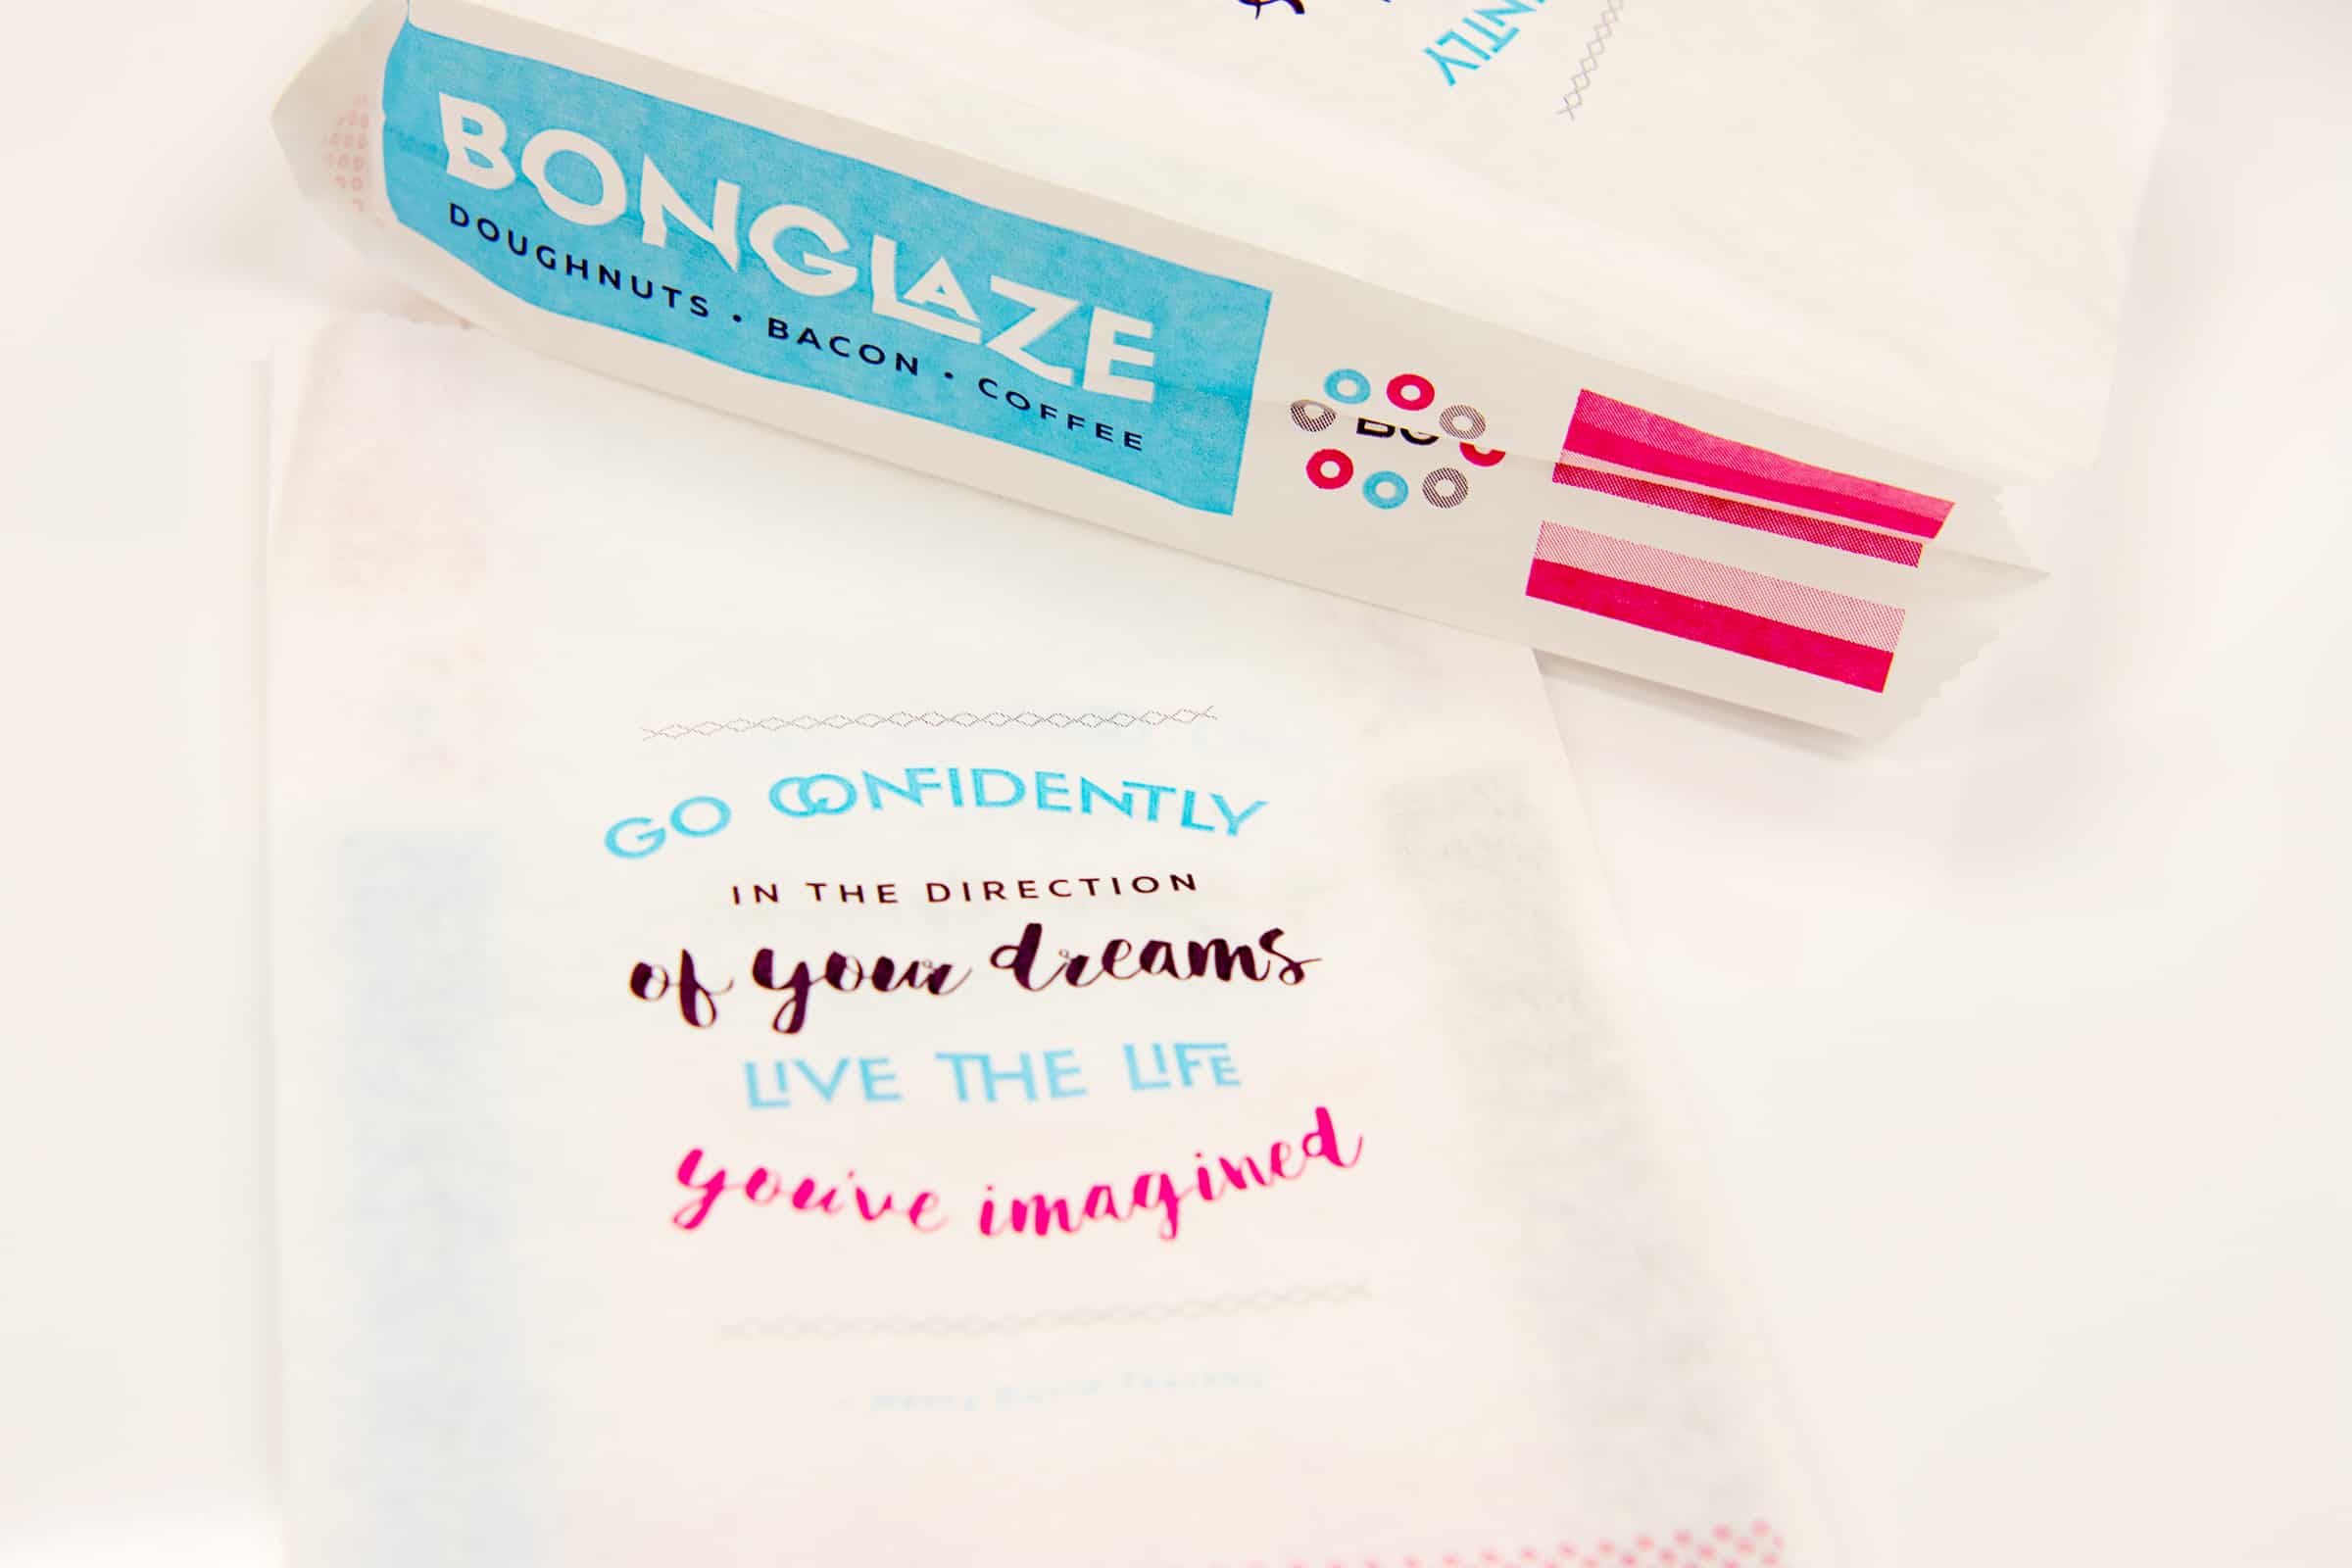 NTLY
BONGLAZE
DOUGHNUTS • BACON • COFFEE
BG
GO CONFIDENTLY
IN THE DIRECTION
of your dreams
LIVE THE LIFE
you've imagined